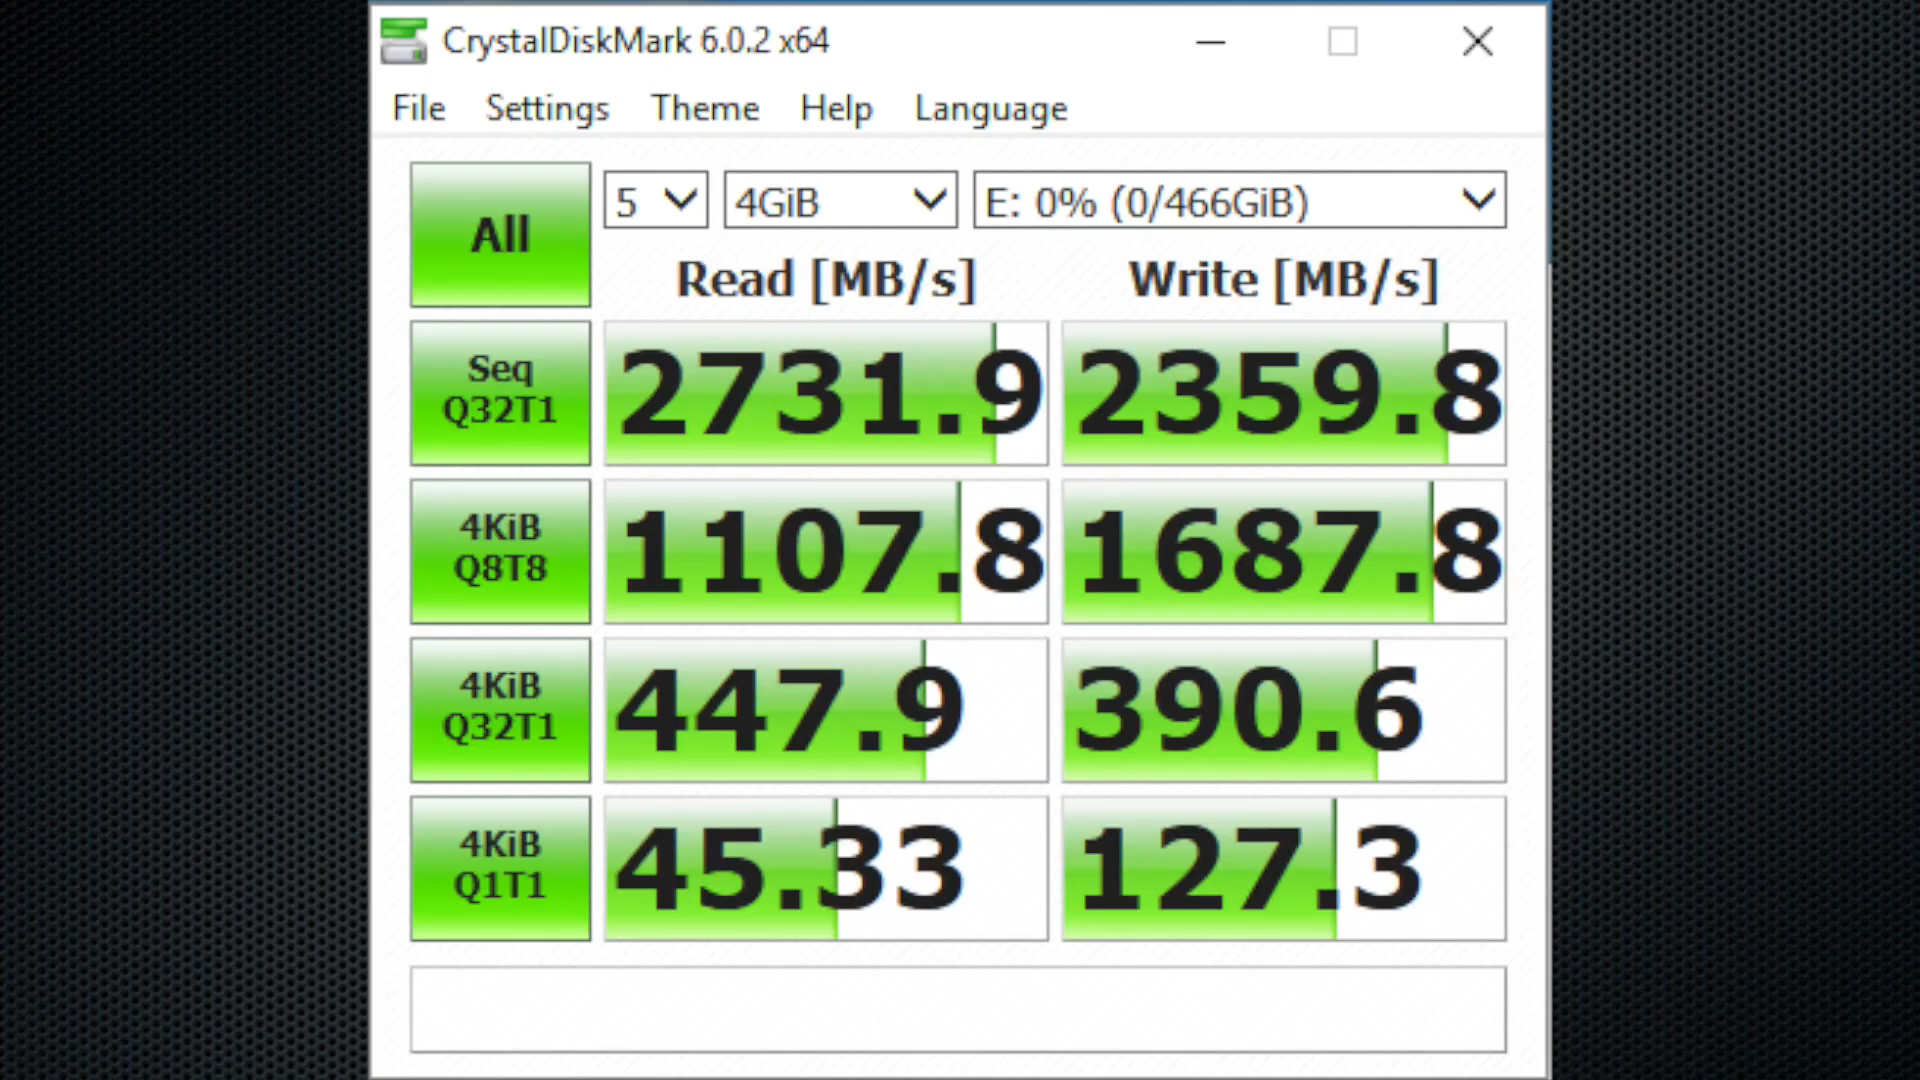 CrystalDiskMark 6.0.2 x64
File Settings Theme Help Language
All 5 4GiB E: 0% (0/466GiB)
Read [MB/s] Write [MB/s]
Seq Q32T1 2731.9 2359.8
4KiB Q8T8 1107.8 1687.8
4KiB Q32T1 447.9 390.6
4KiB Q1T1 45.33 127.3